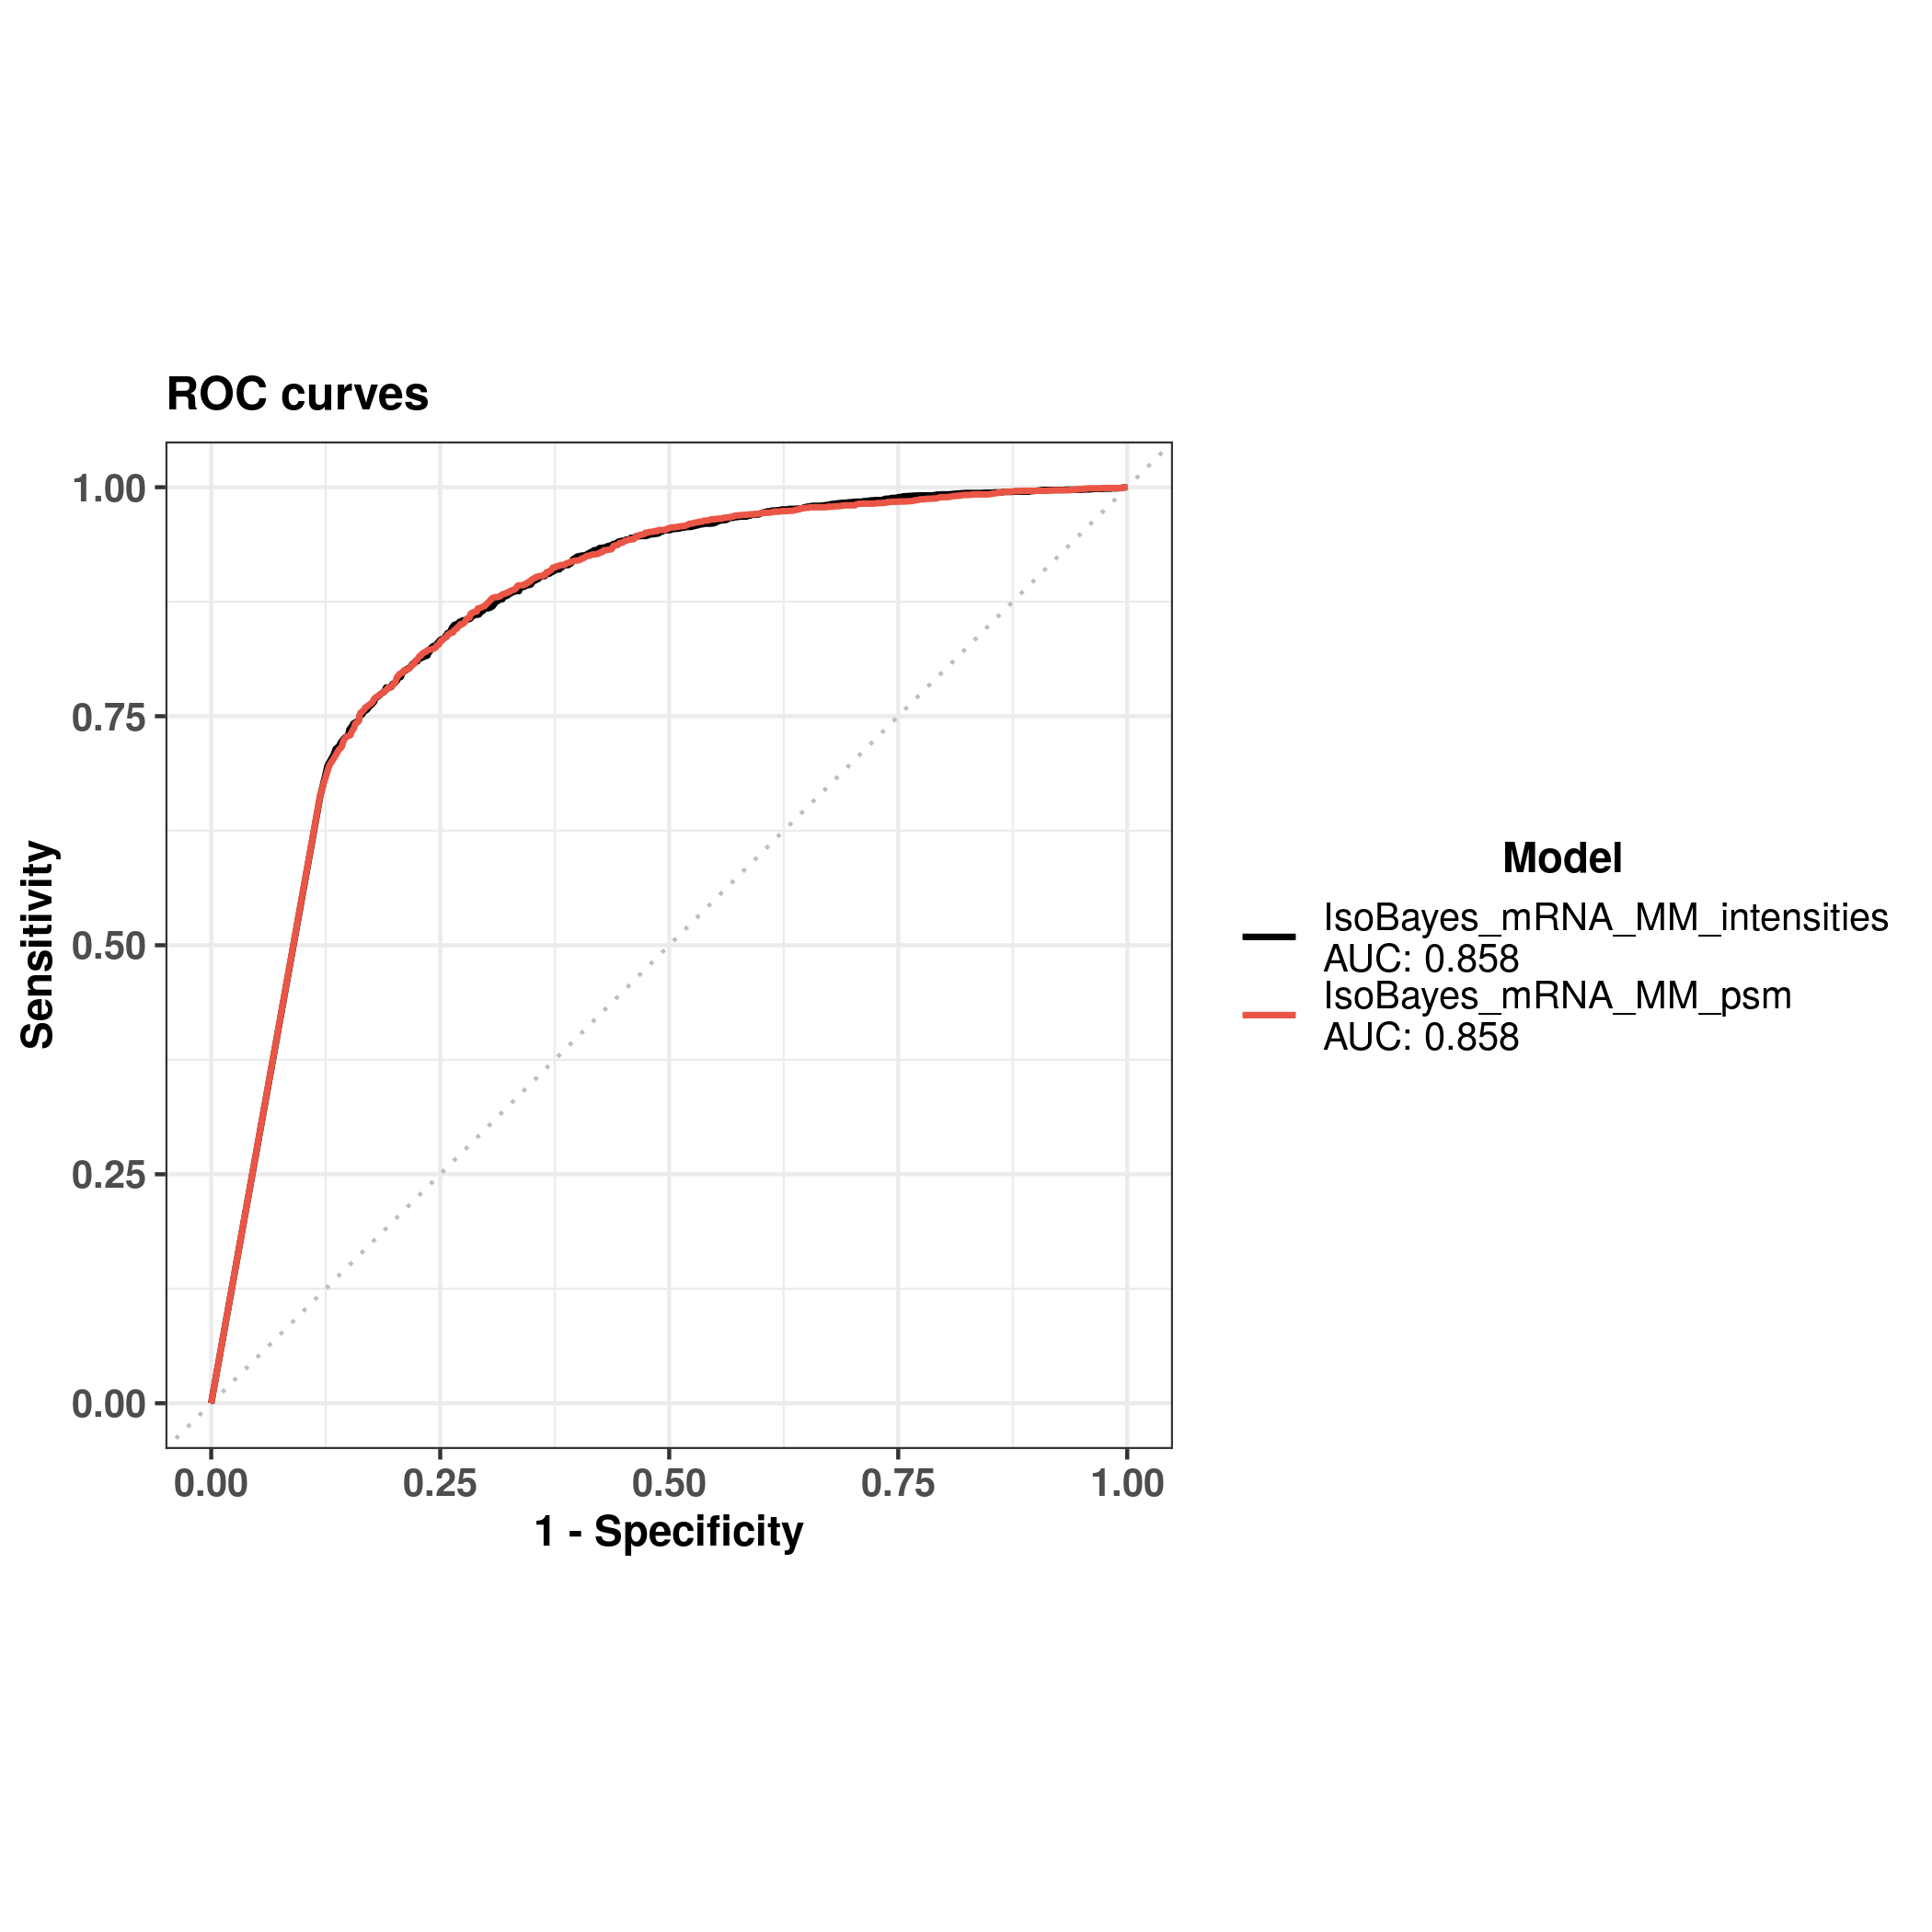 ROC curves
1.00
0.75
0.50
0.25
0.00
Sensitivity
0.00
0.25
0.50
0.75
1.00
1 - Specificity
Model
IsoBayes_mRNA_MM_intensities
AUC: 0.858
IsoBayes_mRNA_MM_psm
AUC: 0.858